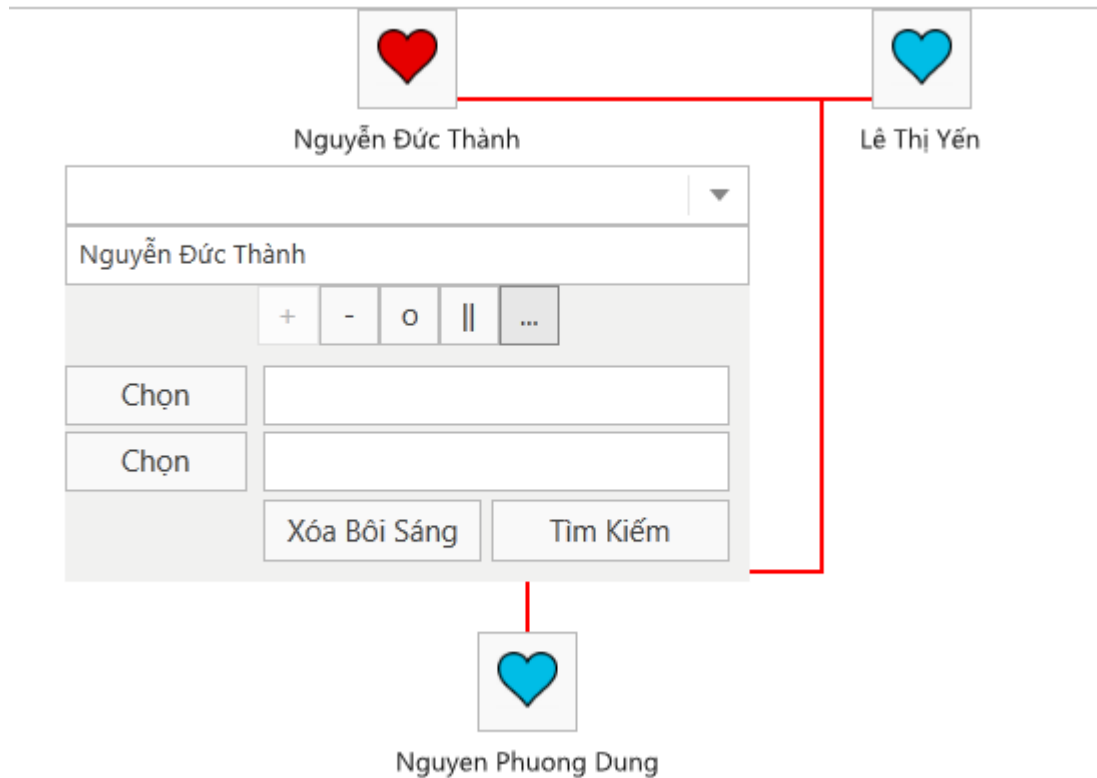 Nguyễn Đức Thành
Lê Thị Yến
Nguyễn Đức Thành
+ - o || ...
Chọn
Chọn
Xóa Bôi Sáng Tìm Kiếm
Nguyen Phuong Dung